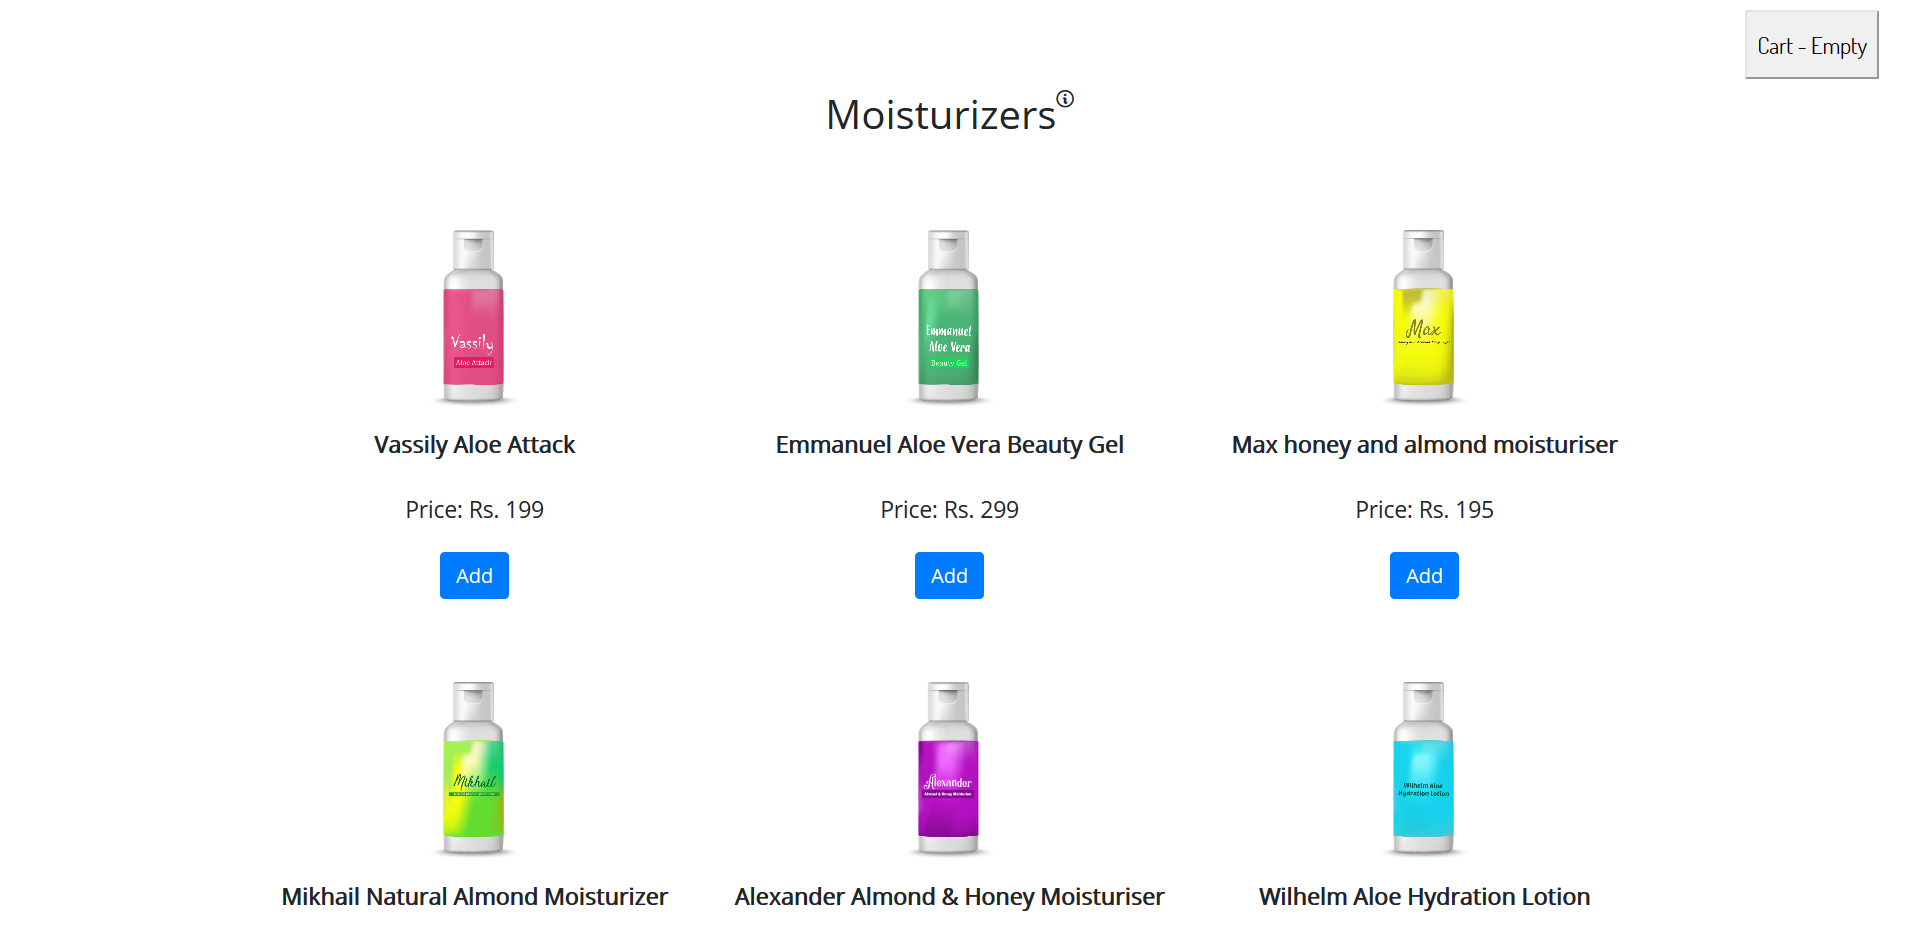 Cart - Empty
Moisturizers
Vassily
Aloe Attack
Emmanuel
Aloe Vera
Beauty Gel
Max
Vassily Aloe Attack
Emmanuel Aloe Vera Beauty Gel
Max honey and almond moisturiser
Price: Rs. 199
Price: Rs. 299
Price: Rs. 195
Add
Add
Add
Mikhail
Alexander
Almond & Honey Moisturiser
Wilhelm Aloe
Hydration Lotion
Mikhail Natural Almond Moisturizer
Alexander Almond & Honey Moisturiser
Wilhelm Aloe Hydration Lotion